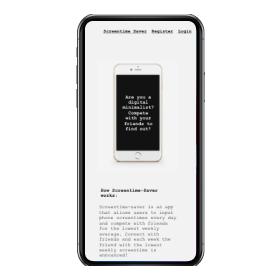 Screentime Saver Register Login
Are you a
digital
minimalist?
Compete
with your
friends to
find out!
How Screentime-Saver
works:
Screentime-saver is an app
that allows users to input
phone screentimes every day
and compete with friends
for the lowest weekly
average. Connect with
friends and each week the
friend with the lowest
weekly screentime is
announced!